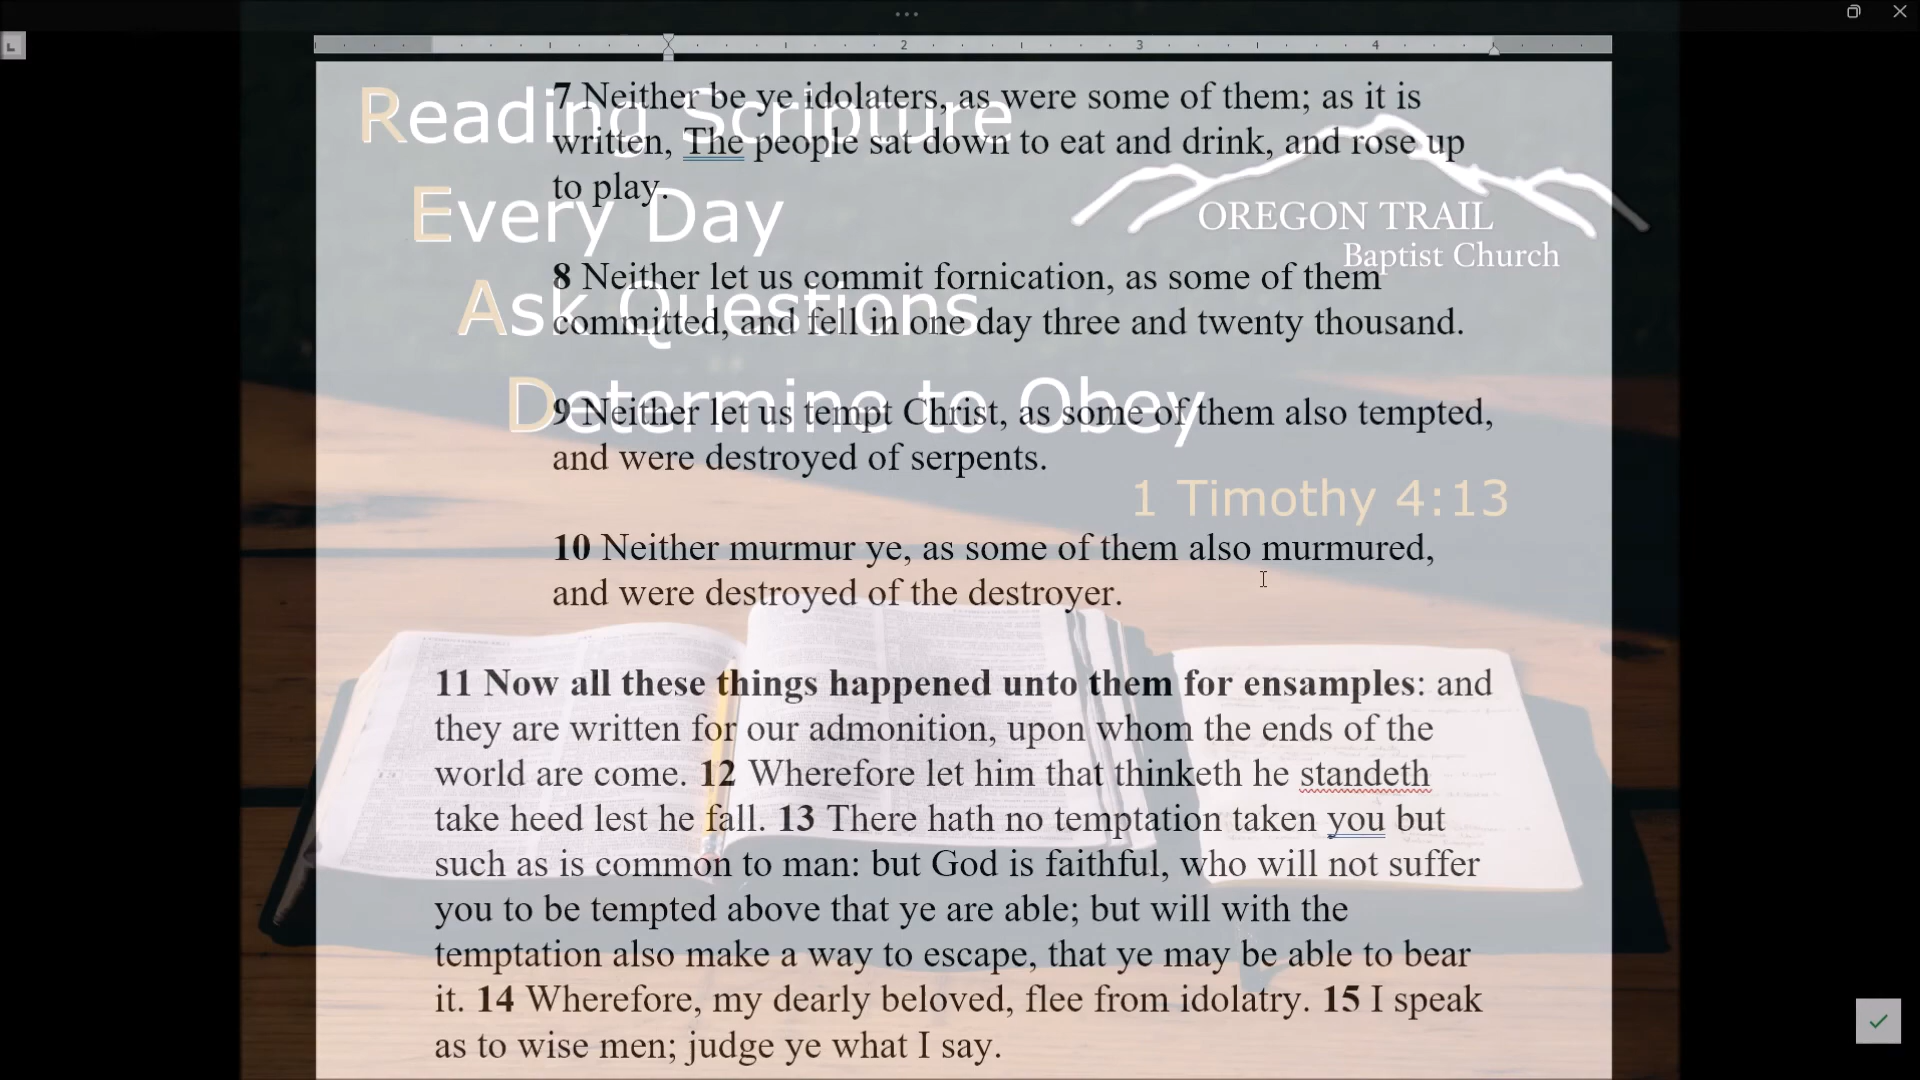 2 3 4
Reading Scripture
Every Day
Ask Questions
Determine to Obey
1 Timothy 4:13
OREGON TRAIL
Baptist Church
7 Neither be ye idolaters, as were some of them; as it is
written, The people sat down to eat and drink, and rose up
to play.
8 Neither let us commit fornication, as some of them
committed, and fell in one day three and twenty thousand.
9 Neither let us tempt Christ, as some of them also tempted,
and were destroyed of serpents.
10 Neither murmur ye, as some of them also murmured,
and were destroyed of the destroyer.
11 Now all these things happened unto them for ensamples: and
they are written for our admonition, upon whom the ends of the
world are come. 12 Wherefore let him that thinketh he standeth
take heed lest he fall. 13 There hath no temptation taken you but
such as is common to man: but God is faithful, who will not suffer
you to be tempted above that ye are able; but will with the
temptation also make a way to escape, that ye may be able to bear
it. 14 Wherefore, my dearly beloved, flee from idolatry. 15 I speak
as to wise men; judge ye what I say.